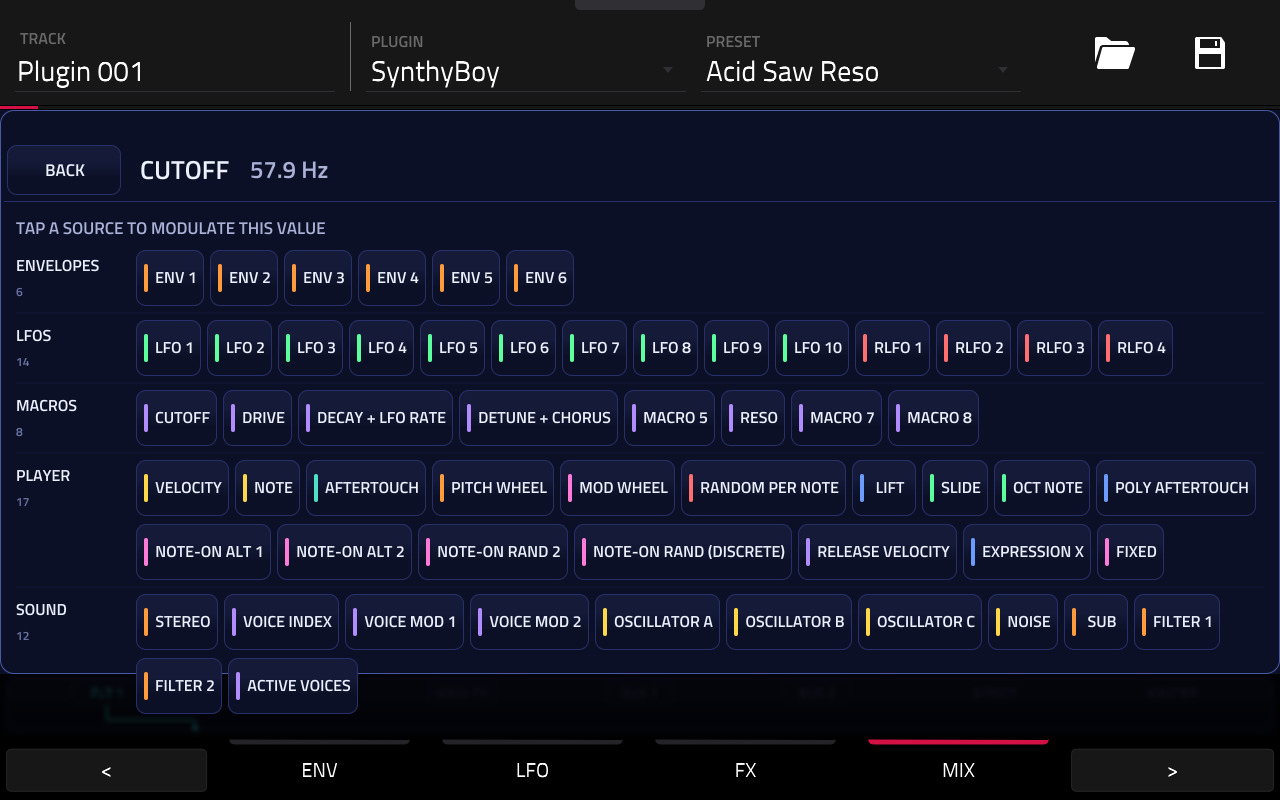 TRACK
Plugin 001
PLUGIN
SynthyBoy
PRESET
Acid Saw Reso
BACK
CUTOFF 57.9 Hz
TAP A SOURCE TO MODULATE THIS VALUE
ENVELOPES
6
ENV 1 ENV 2 ENV 3 ENV 4 ENV 5 ENV 6
LFOS
14
LFO 1 LFO 2 LFO 3 LFO 4 LFO 5 LFO 6 LFO 7 LFO 8 LFO 9 LFO 10 RLFO 1 RLFO 2 RLFO 3 RLFO 4
MACROS
8
CUTOFF DRIVE DECAY + LFO RATE DETUNE + CHORUS MACRO 5 RESO MACRO 7 MACRO 8
PLAYER
17
VELOCITY NOTE AFTERTOUCH PITCH WHEEL MOD WHEEL RANDOM PER NOTE LIFT SLIDE OCT NOTE POLY AFTERTOUCH
NOTE-ON ALT 1 NOTE-ON ALT 2 NOTE-ON RAND 2 NOTE-ON RAND (DISCRETE) RELEASE VELOCITY EXPRESSION X FIXED
SOUND
12
STEREO VOICE INDEX VOICE MOD 1 VOICE MOD 2 OSCILLATOR A OSCILLATOR B OSCILLATOR C NOISE SUB FILTER 1
FILTER 2 ACTIVE VOICES
< ENV LFO FX MIX >